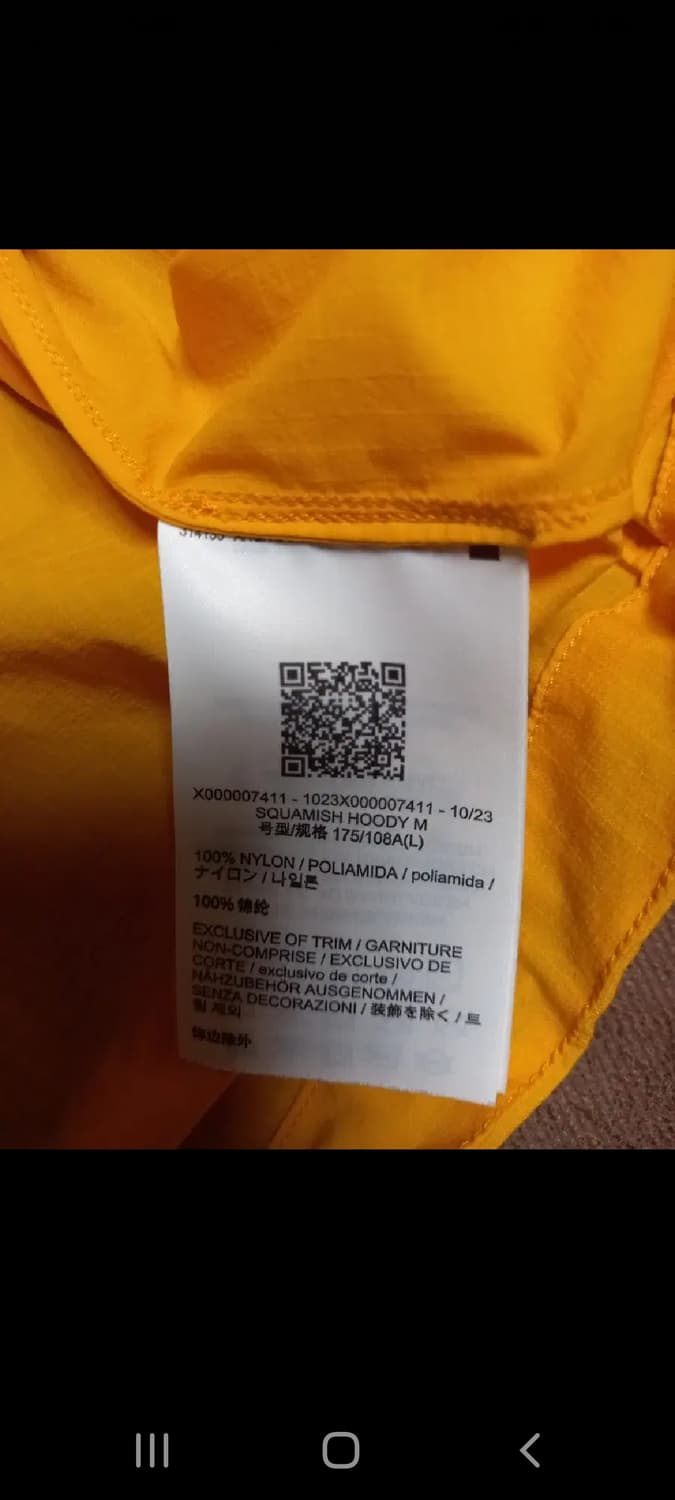 X000007411 - 1023X000007411 - 10/23
SQUAMISH HOODY M
号型/规格 175/108A(L)
100% NYLON / POLIAMIDA / poliamida /
ナイロン / 나일론
100% 锦纶
EXCLUSIVE OF TRIM / GARNITURE
NON-COMPRISE / EXCLUSIVO DE
CORTE / exclusivo de corte /
NÄHZUBEHÖR AUSGENOMMEN /
SENZA DECORAZIONI / 装飾を除く / 트
림 제외
饰边除外